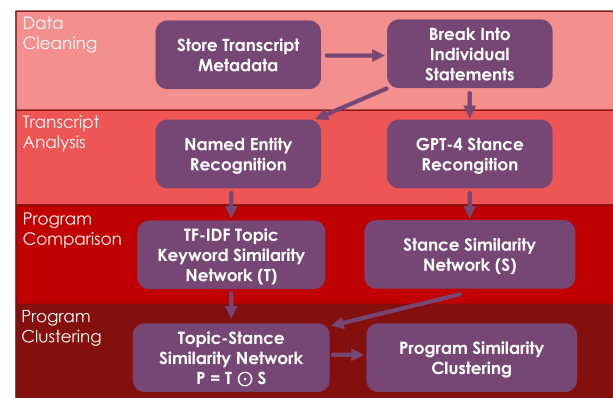 Data
Cleaning
Store Transcript
Metadata
Break Into
Individual
Statements
Transcript
Analysis
Named Entity
Recognition
GPT-4 Stance
Recongition
Program
Comparison
TF-IDF Topic
Keyword Similarity
Network (T)
Stance Similarity
Network (S)
Program
Clustering
Topic-Stance
Similarity Network
P = T ⊙ S
Program Similarity
Clustering